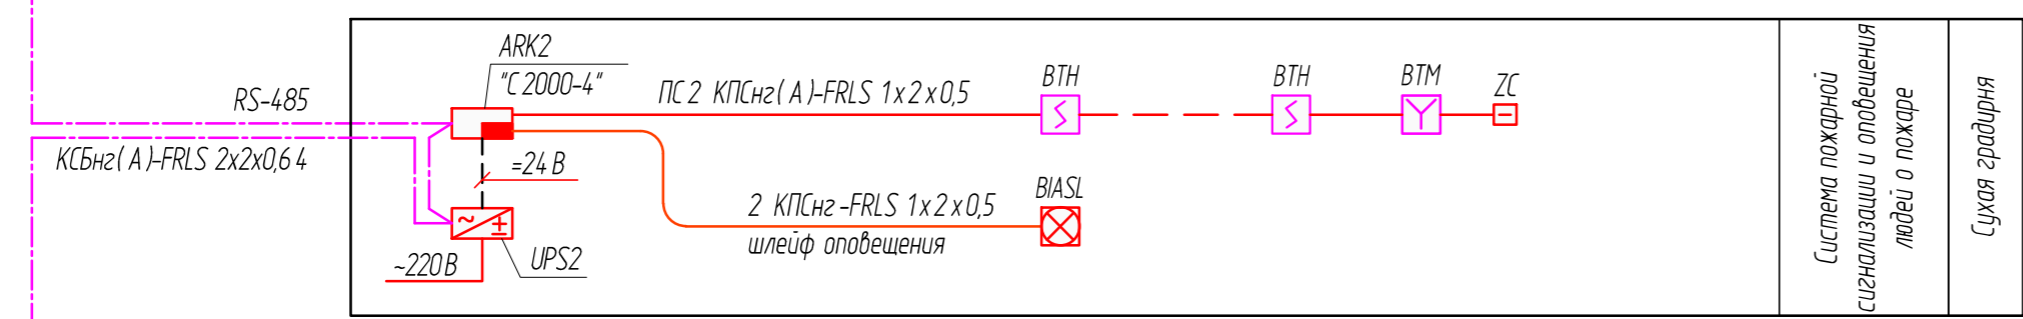 RS-485
КСБнг(А)-FRLS 2х2х0,64
ARK2
"С2000-4"
=24 В
~220В
UPS2
ПС2 КПСнг(А)-FRLS 1х2х0,5
BTH
BTH
BTM
ZC
2 КПСнг-FRLS 1х2х0,5
шлейф оповещения
BIASL
Система пожарной
сигнализации и оповещения
людей о пожаре
Сухая градирня